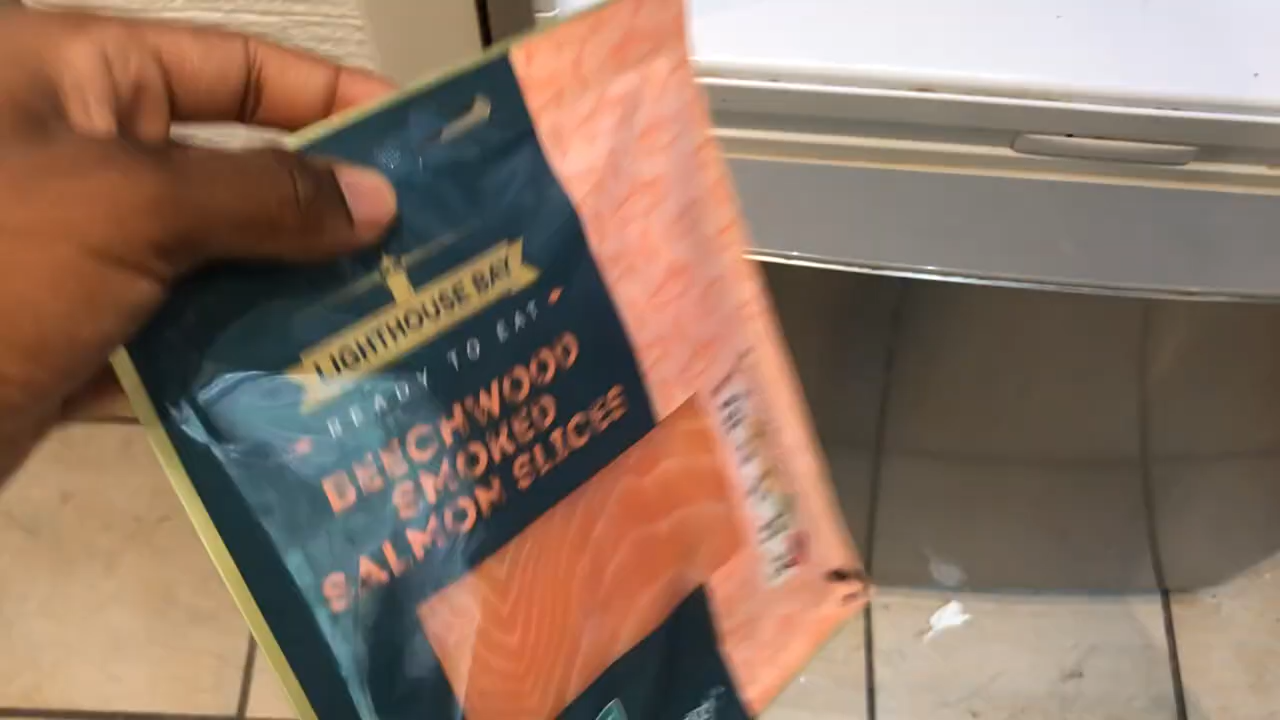 LIGHTHOUSE BAY
READY TO EAT
BEECHWOOD
SMOKED
SALMON SLICES